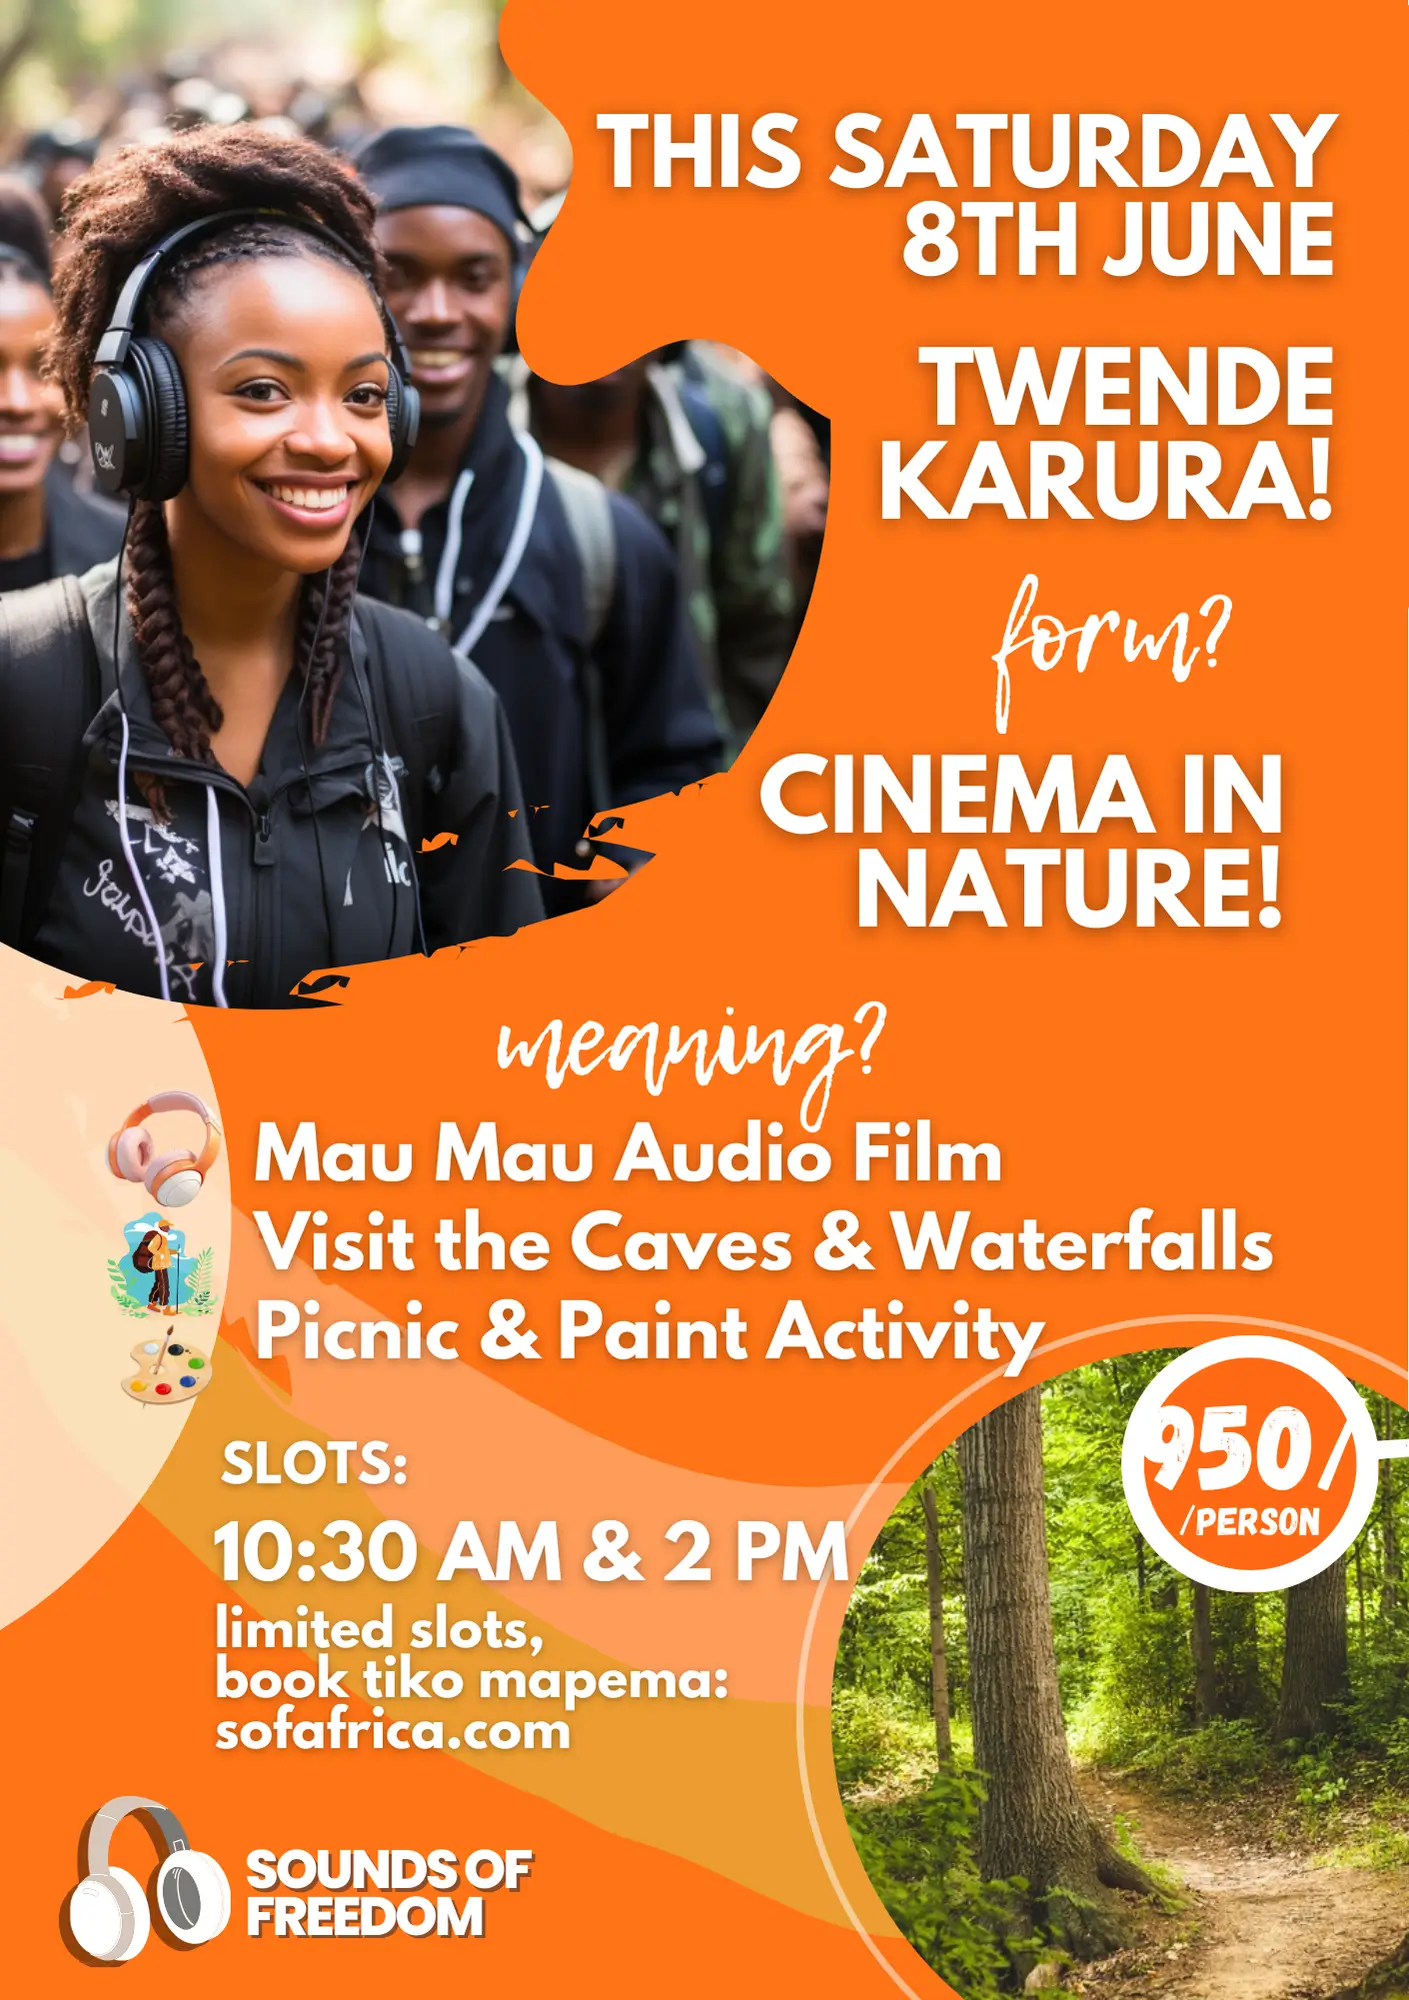 THIS SATURDAY
8TH JUNE
TWENDE
KARURA!
form?
CINEMA IN
NATURE!
meaning?
Mau Mau Audio Film
Visit the Caves & Waterfalls
Picnic & Paint Activity
950/
/PERSON
SLOTS:
10:30 AM & 2 PM
limited slots,
book tiko mapema:
sofafrica.com
SOUNDS OF
FREEDOM